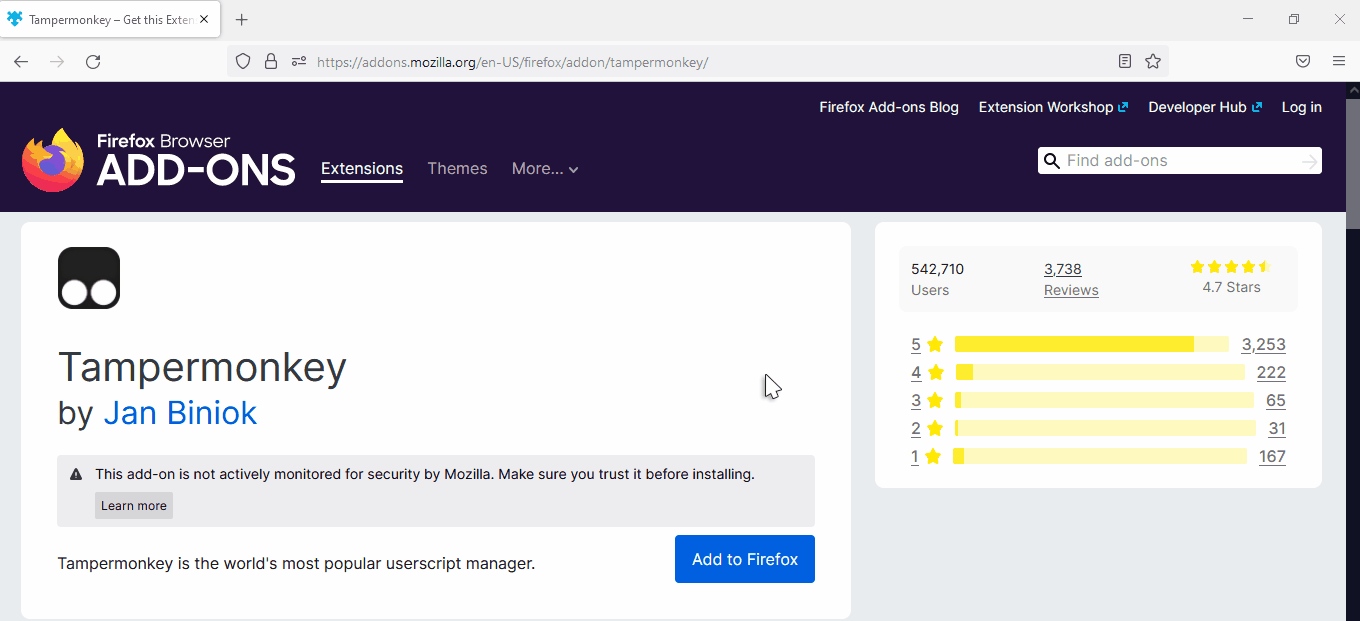 Tampermonkey – Get this Exten
https://addons.mozilla.org/en-US/firefox/addon/tampermonkey/
Firefox Add-ons Blog
Extension Workshop
Developer Hub
Log in
Firefox Browser
ADD-ONS
Extensions
Themes
More...
Find add-ons
Tampermonkey
by Jan Biniok
This add-on is not actively monitored for security by Mozilla. Make sure you trust it before installing.
Learn more
Tampermonkey is the world's most popular userscript manager.
Add to Firefox
542,710
Users
3,738
Reviews
4.7 Stars
5 3,253
4 222
3 65
2 31
1 167